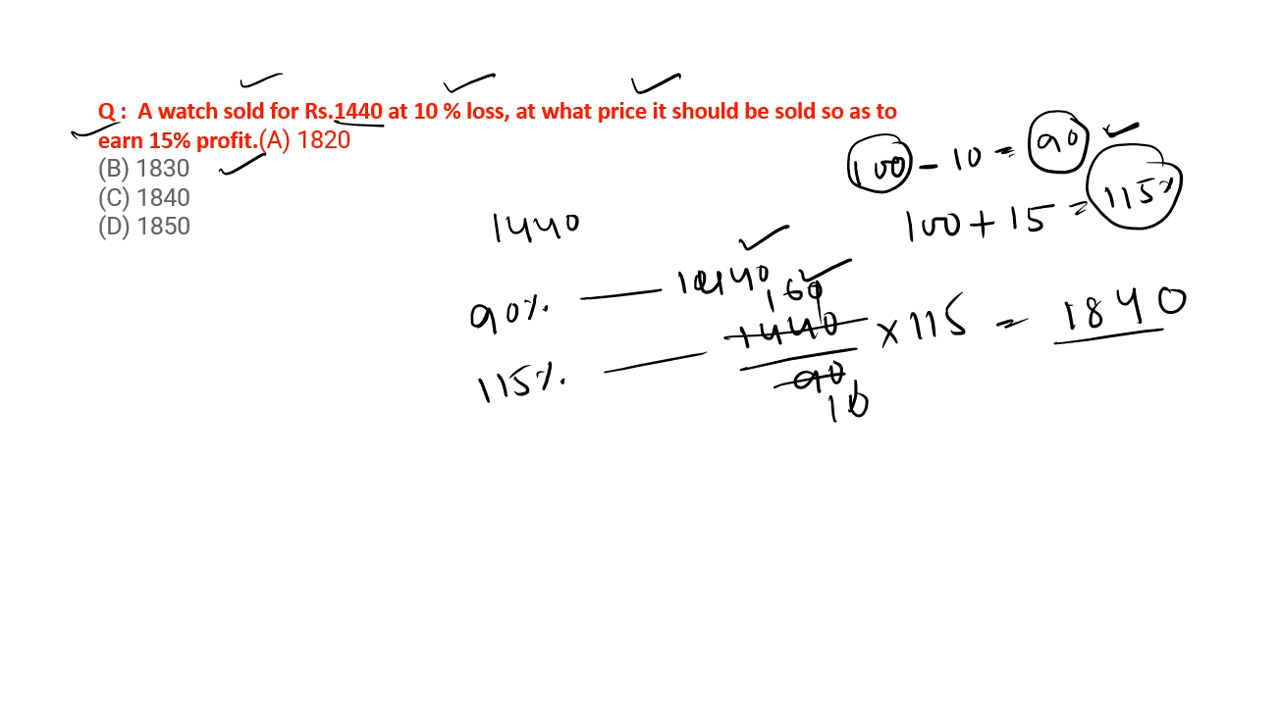 Q :  A watch sold for Rs.1440 at 10 % loss, at what price it should be sold so as to
earn 15% profit.(A) 1820
(B) 1830
(C) 1840
(D) 1850
100 - 10 = 90
100 + 15 = 115%
1440
90% — 1440
160
115% — 1440/90 x 115 = 1840
10